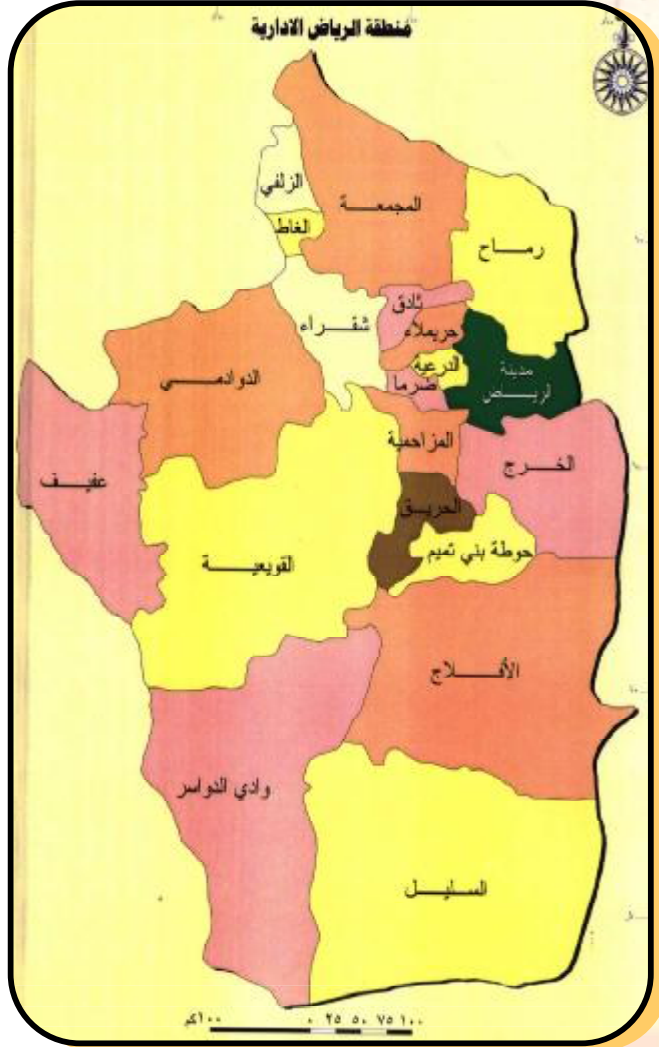 منطقة الرياض الادارية
الزلفي
المجمعة
الغاط
رماح
ثادق
شقراء
حريملاء
الدرعية
مدينة
الرياض
الدوادمي
ضرما
المزاحمية
الخرج
عفيف
الحريق
حوطة بني تميم
القويعية
الأفلاج
وادي الدواسر
السليل
١٠٠كم ٠ ٢٥ ٥٠ ٧٥ ١٠٠